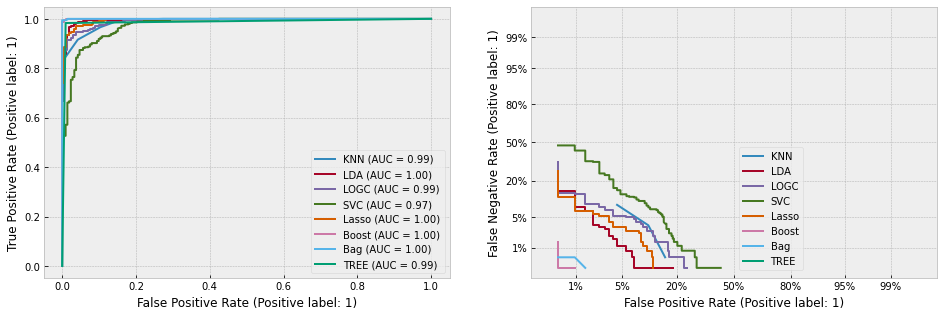 True Positive Rate (Positive label: 1)
1.0
0.8
0.6
0.4
0.2
0.0
KNN (AUC = 0.99)
LDA (AUC = 1.00)
LOGC (AUC = 0.99)
SVC (AUC = 0.97)
Lasso (AUC = 1.00)
Boost (AUC = 1.00)
Bag (AUC = 1.00)
TREE (AUC = 0.99)
0.0 0.2 0.4 0.6 0.8 1.0
False Positive Rate (Positive label: 1)
False Negative Rate (Positive label: 1)
99%
95%
80%
50%
20%
5%
1%
KNN
LDA
LOGC
SVC
Lasso
Boost
Bag
TREE
1% 5% 20% 50% 80% 95% 99%
False Positive Rate (Positive label: 1)